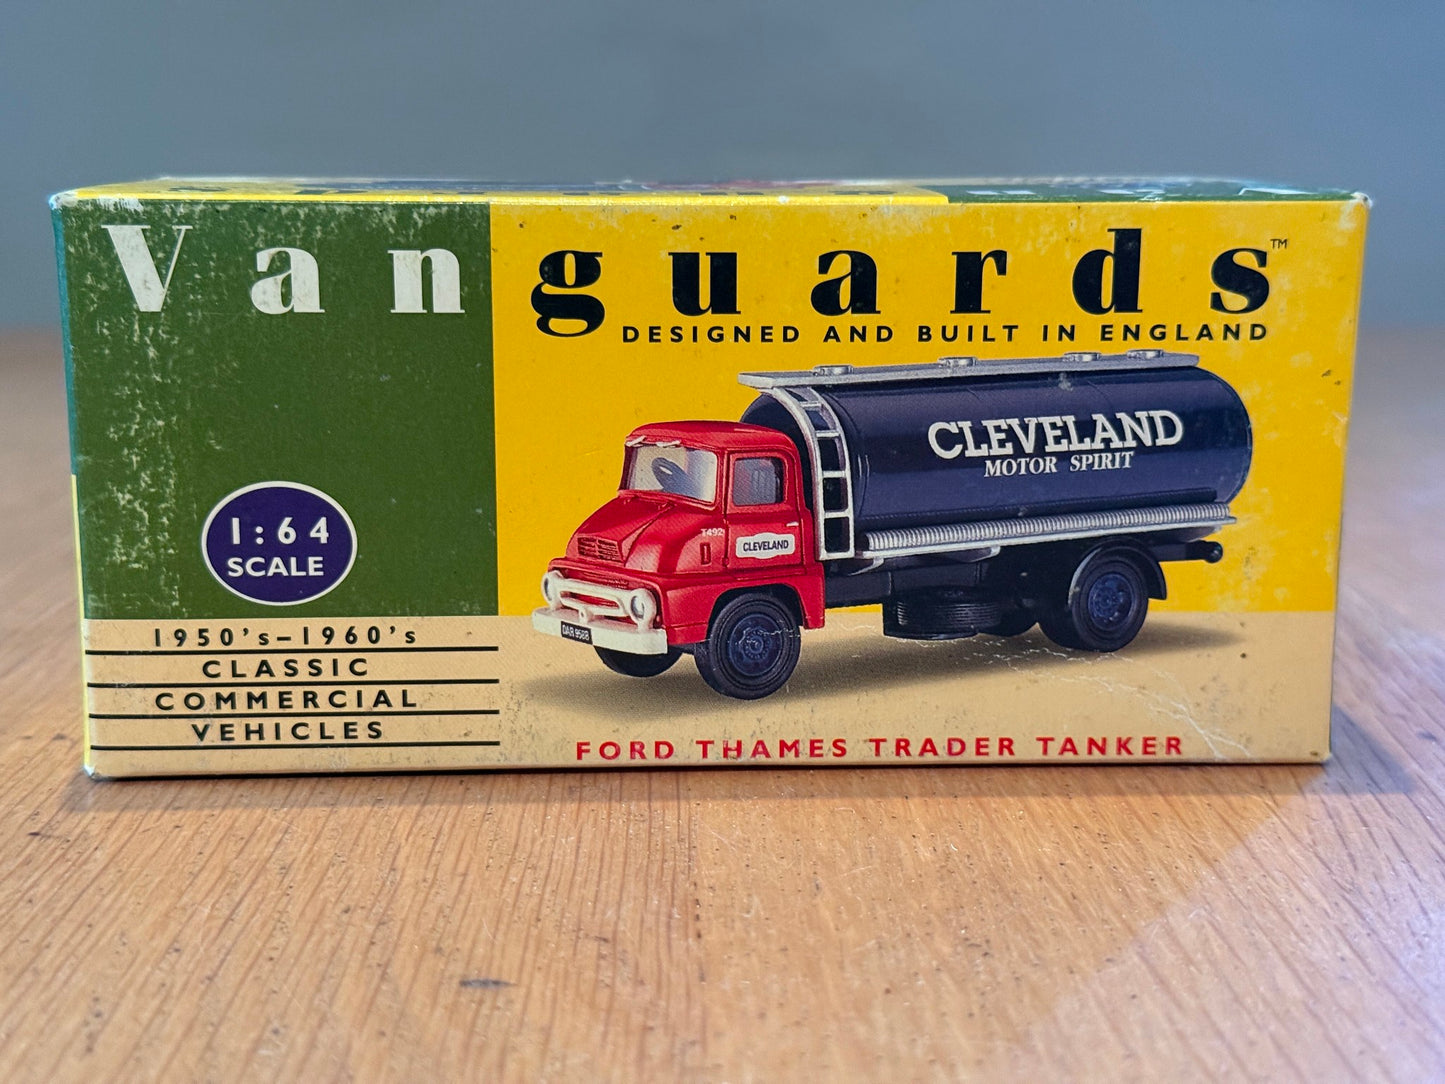 Vanguards™
DESIGNED AND BUILT IN ENGLAND
CLEVELAND
MOTOR SPIRIT
T492
CLEVELAND
1:64
SCALE
1950's–1960's
CLASSIC
COMMERCIAL
VEHICLES
FORD THAMES TRADER TANKER